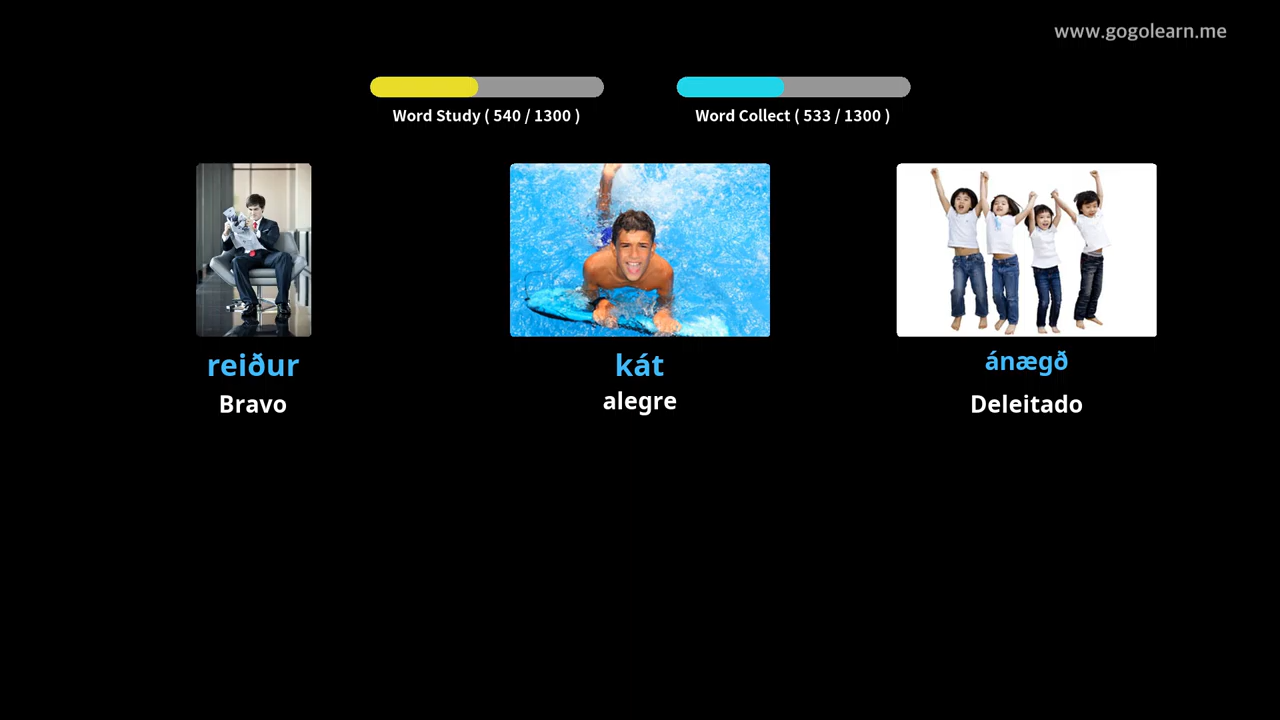 www.gogolearn.me
Word Study ( 540 / 1300 )
Word Collect ( 533 / 1300 )
reiður
kát
ánægð
Bravo
alegre
Deleitado